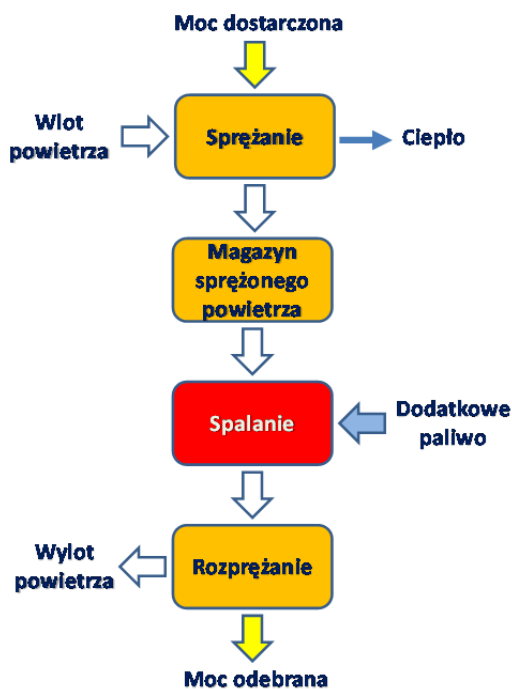 Moc dostarczona
Wlot
powietrza
Sprężanie
Ciepło
Magazyn
sprężonego
powietrza
Spalanie
Dodatkowe
paliwo
Wylot
powietrza
Rozprężanie
Moc odebrana